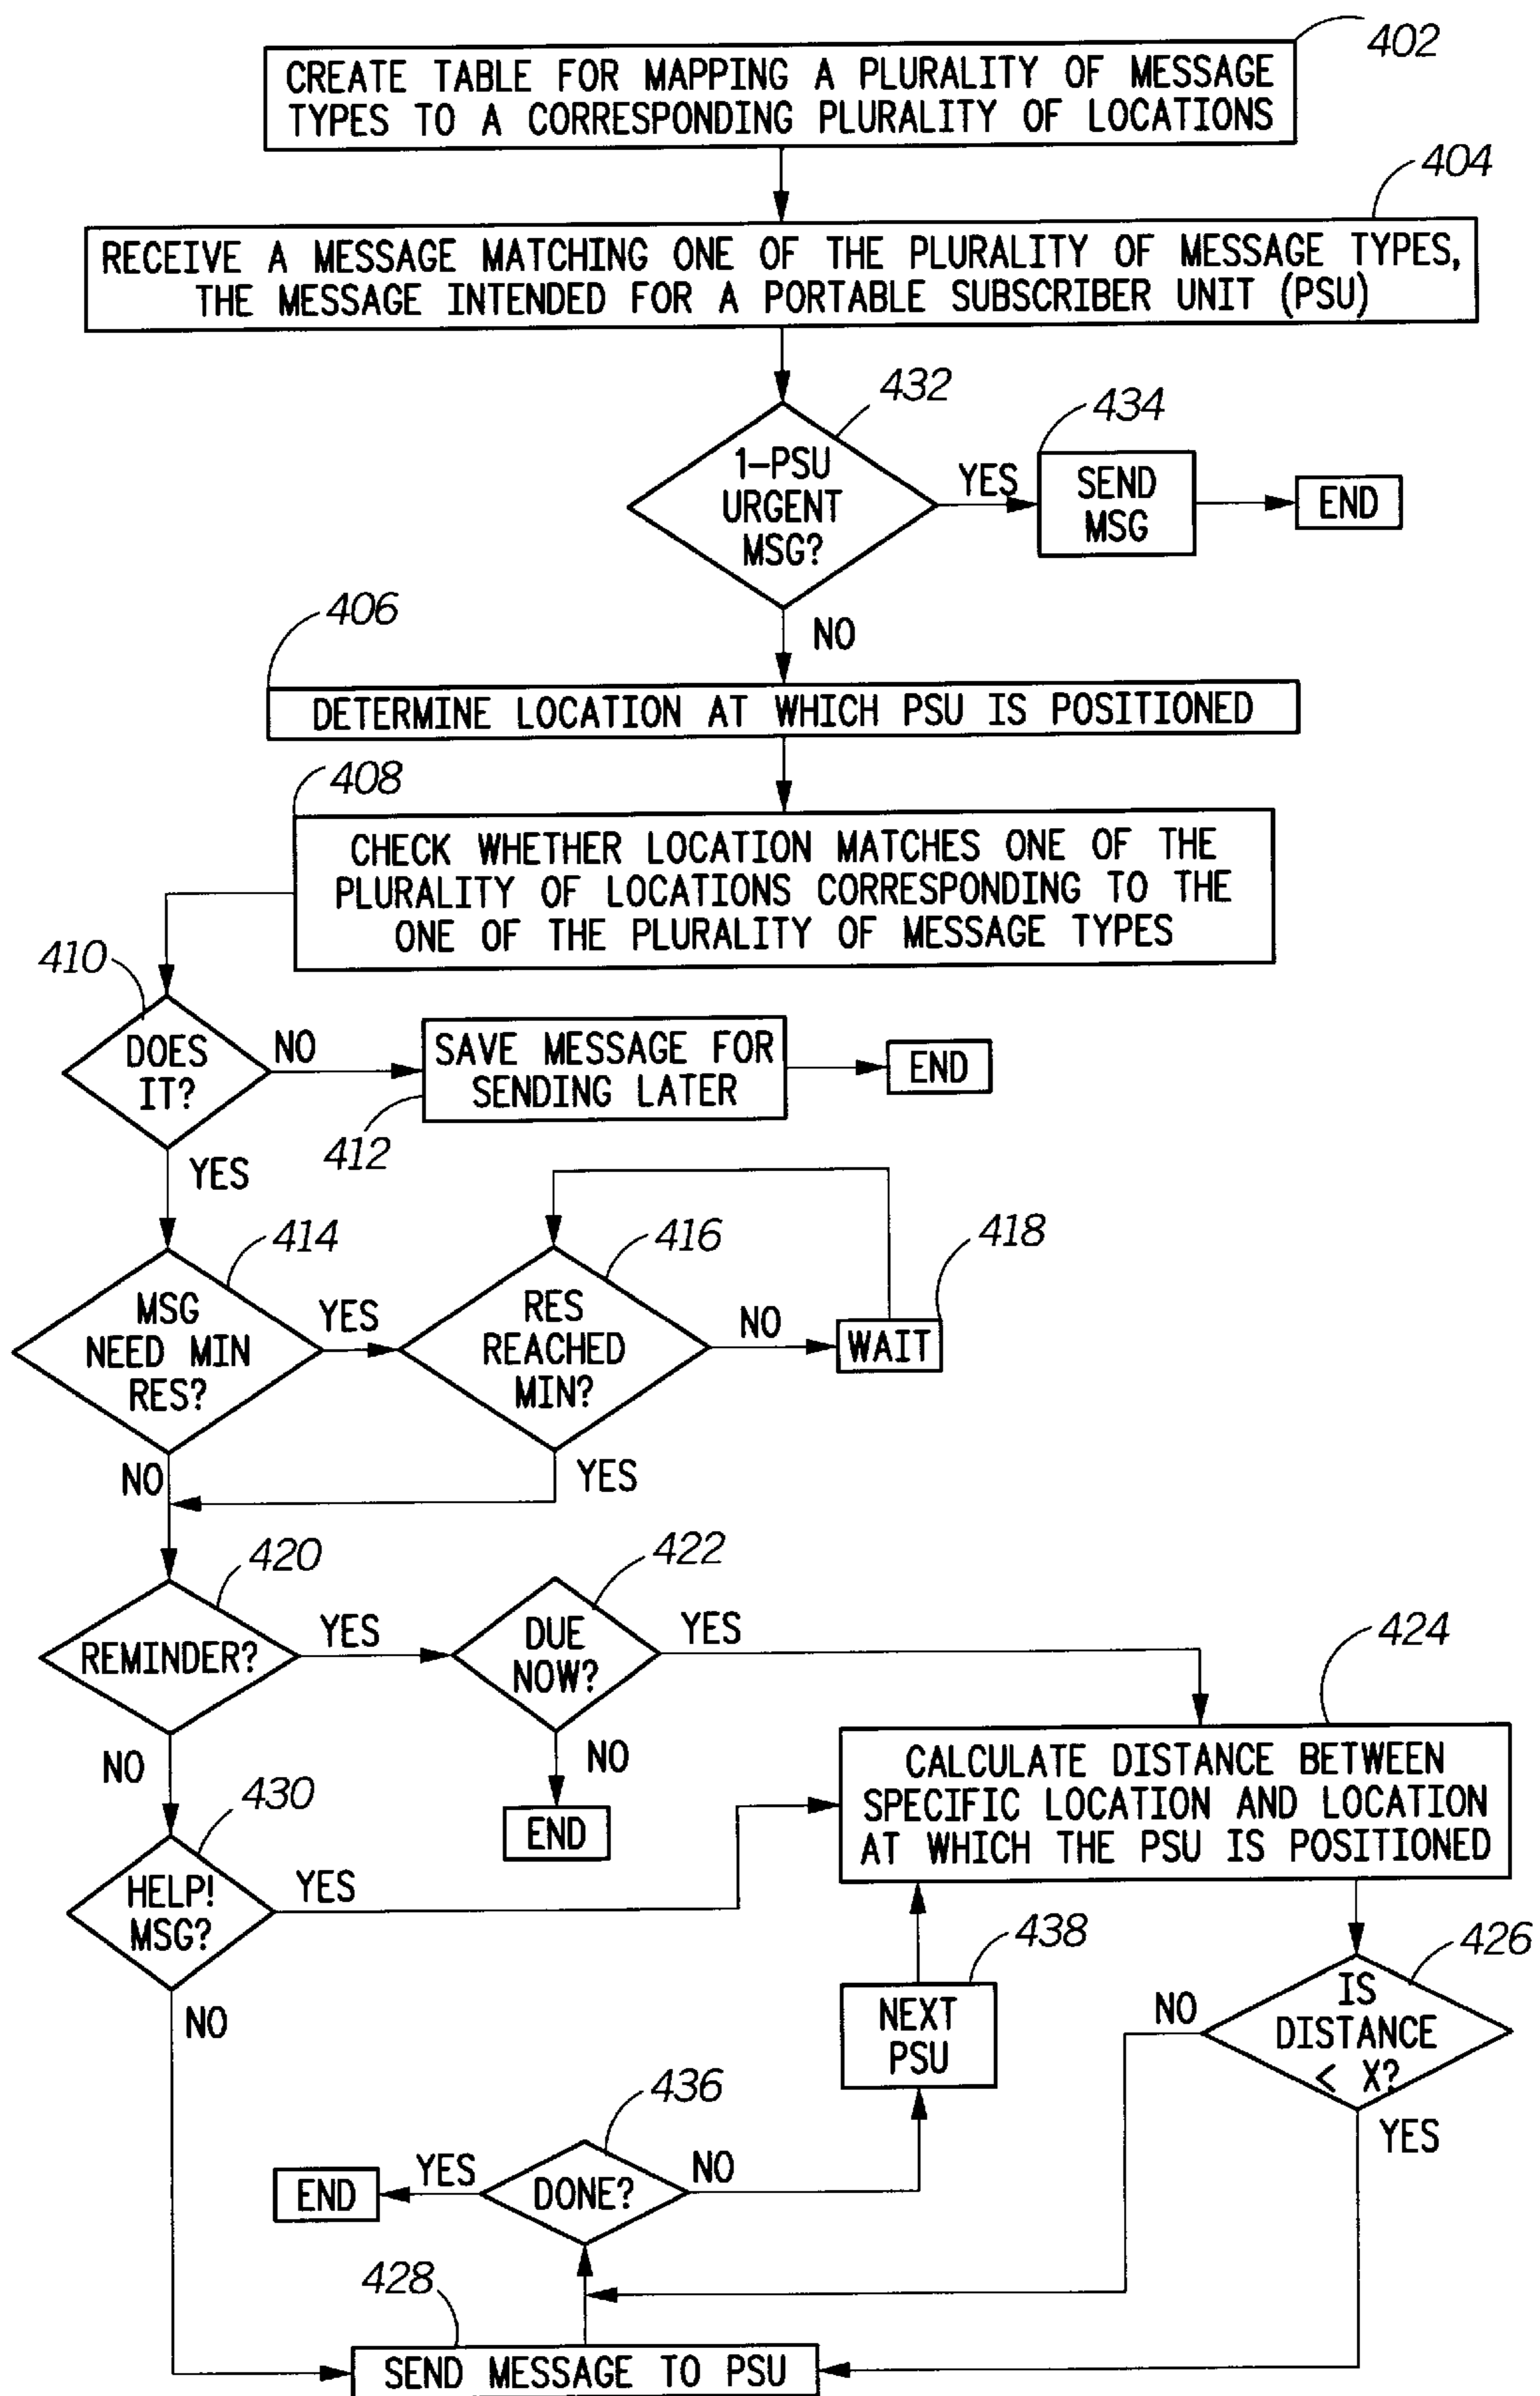 402
CREATE TABLE FOR MAPPING A PLURALITY OF MESSAGE
TYPES TO A CORRESPONDING PLURALITY OF LOCATIONS
404
RECEIVE A MESSAGE MATCHING ONE OF THE PLURALITY OF MESSAGE TYPES,
THE MESSAGE INTENDED FOR A PORTABLE SUBSCRIBER UNIT (PSU)
432
434
1-PSU
URGENT
MSG?
YES
SEND
MSG
END
NO
406
DETERMINE LOCATION AT WHICH PSU IS POSITIONED
408
CHECK WHETHER LOCATION MATCHES ONE OF THE
PLURALITY OF LOCATIONS CORRESPONDING TO THE
ONE OF THE PLURALITY OF MESSAGE TYPES
410
DOES
IT?
NO
SAVE MESSAGE FOR
SENDING LATER
END
412
YES
414
416
418
MSG
NEED MIN
RES?
YES
RES
REACHED
MIN?
NO
WAIT
NO
YES
420
422
424
REMINDER?
YES
DUE
NOW?
YES
NO
NO
END
CALCULATE DISTANCE BETWEEN
SPECIFIC LOCATION AND LOCATION
AT WHICH THE PSU IS POSITIONED
430
HELP!
MSG?
YES
NO
438
426
NEXT
PSU
NO
IS
DISTANCE
< X?
YES
436
END
YES
DONE?
NO
428
SEND MESSAGE TO PSU